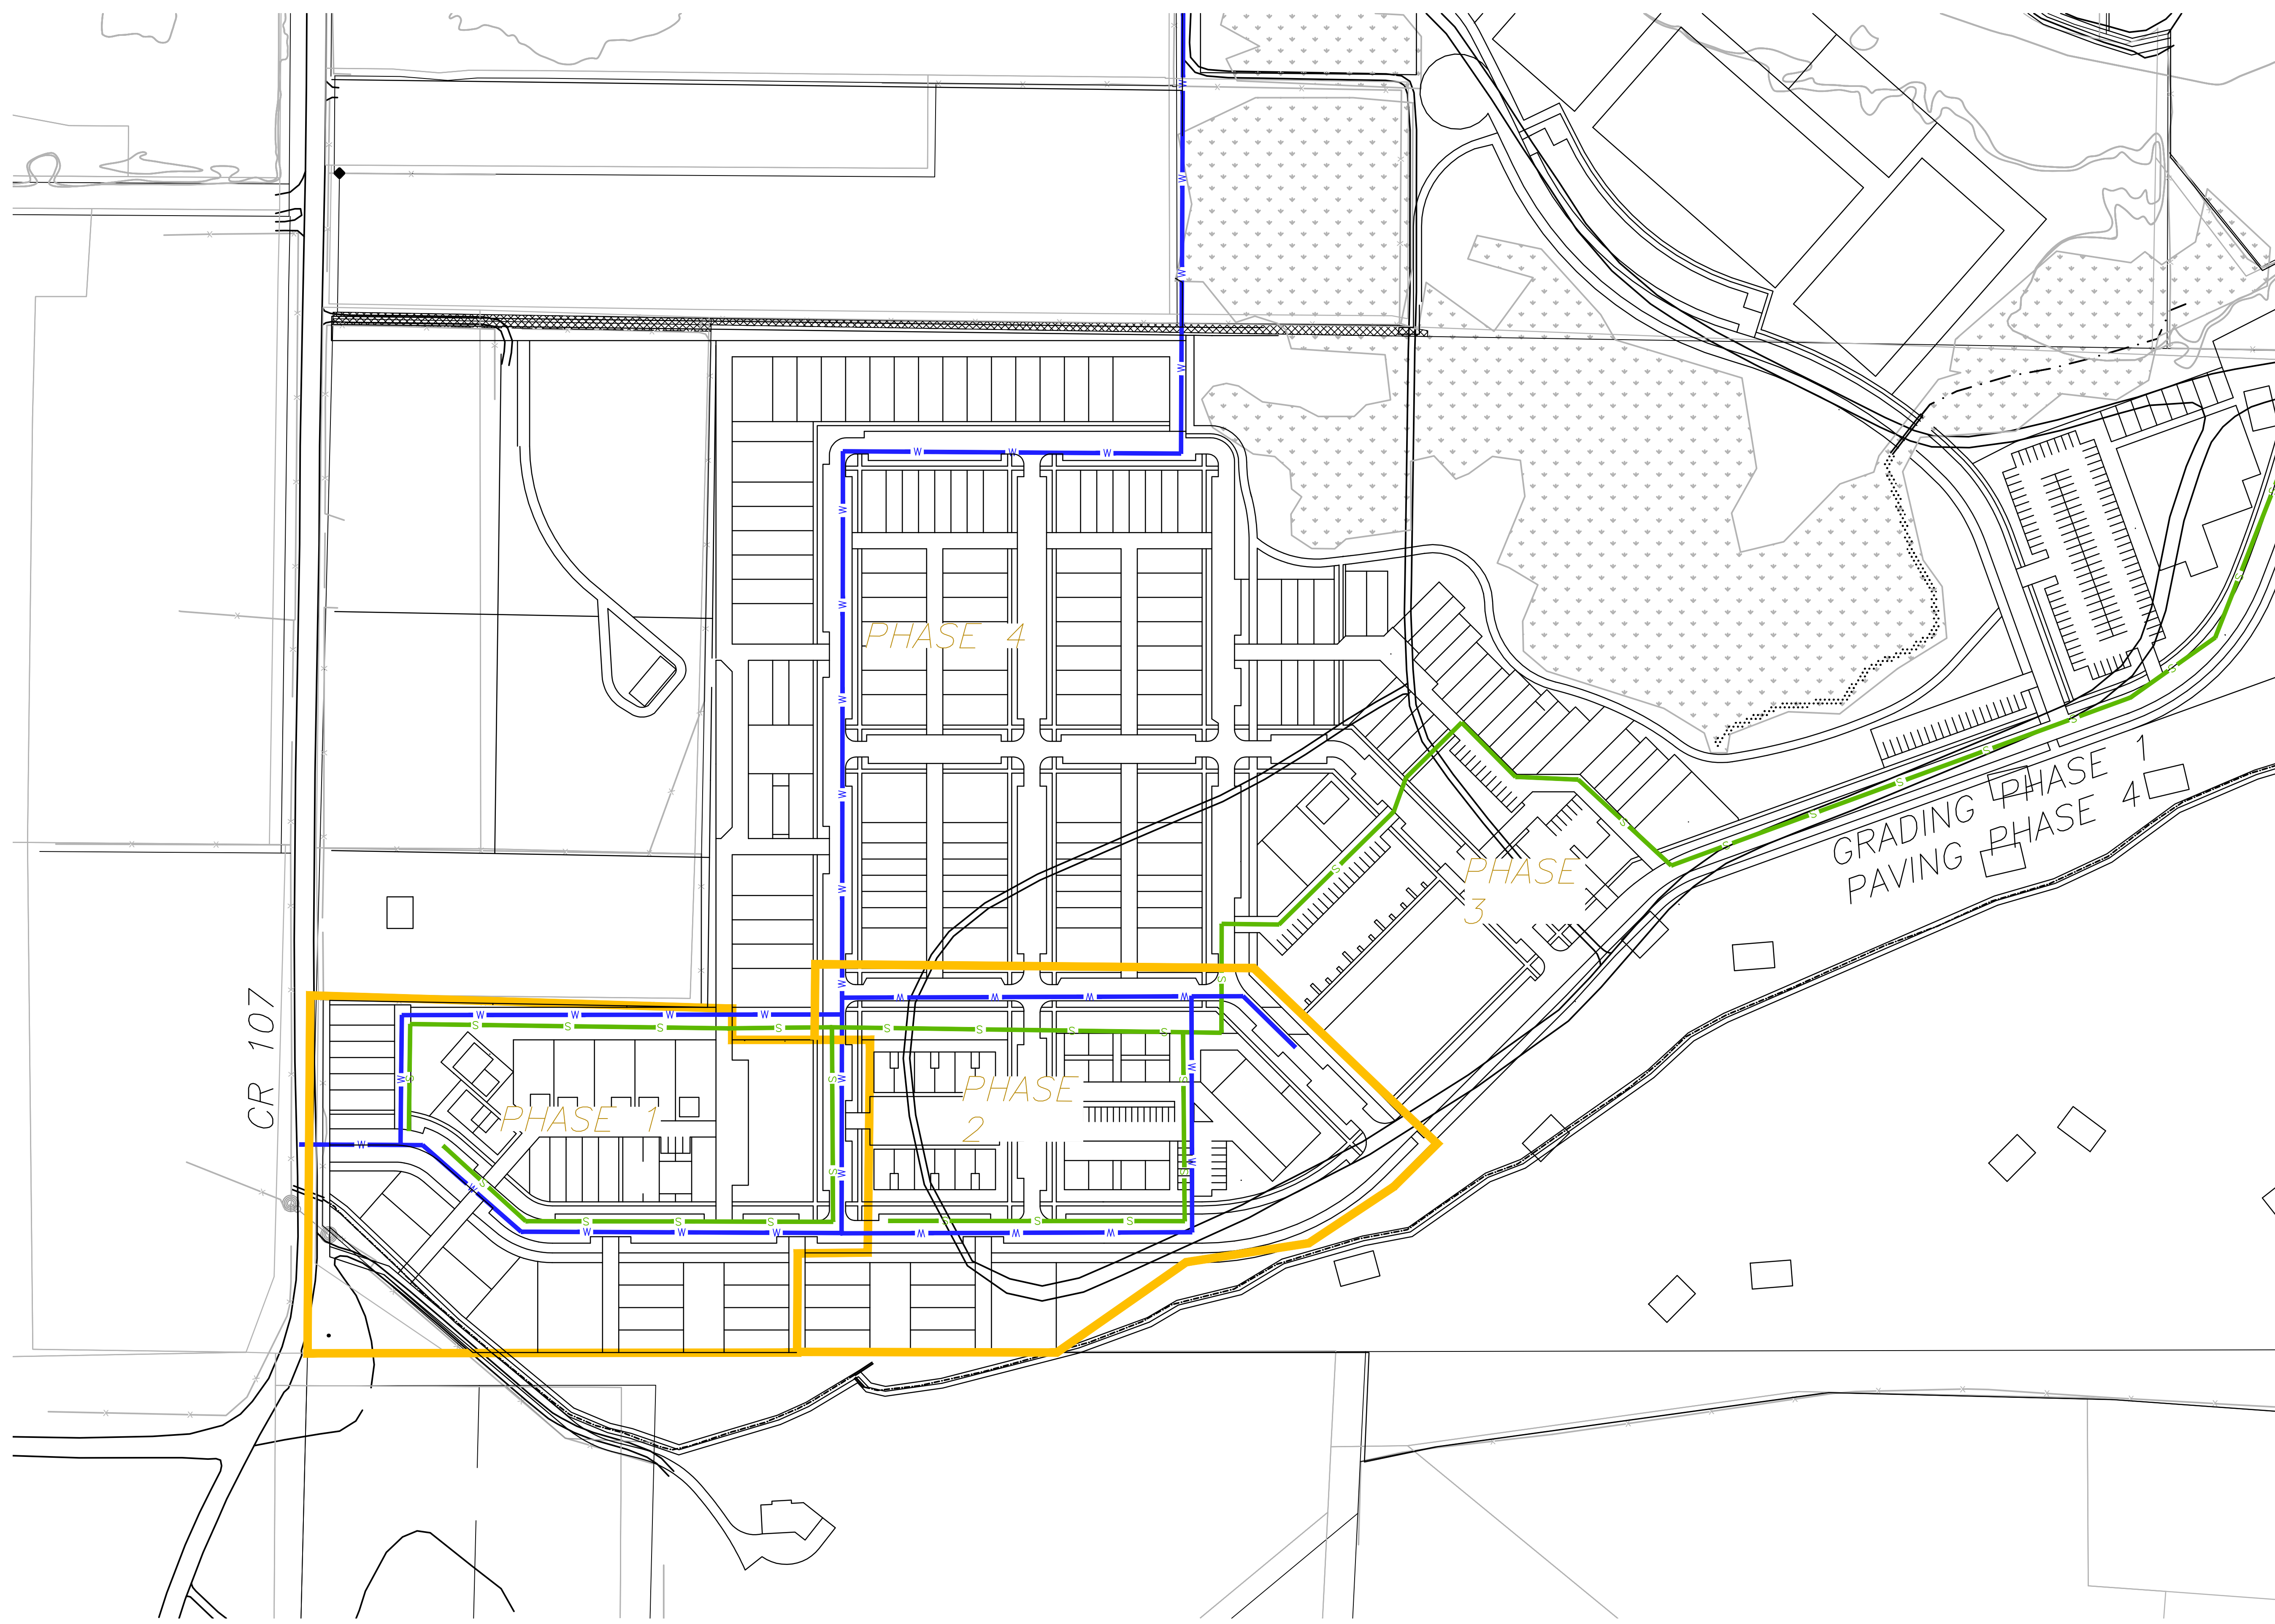 PHASE 4
PHASE
3
GRADING PHASE 1
PAVING PHASE 4
CR 107
PHASE 1
PHASE
2